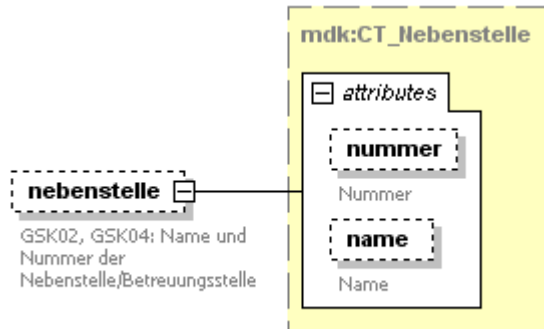 mdk:CT_Nebenstelle
attributes
nummer
Nummer
nebenstelle
GSK02, GSK04: Name und
Nummer der
Nebenstelle/Betreuungsstelle
name
Name